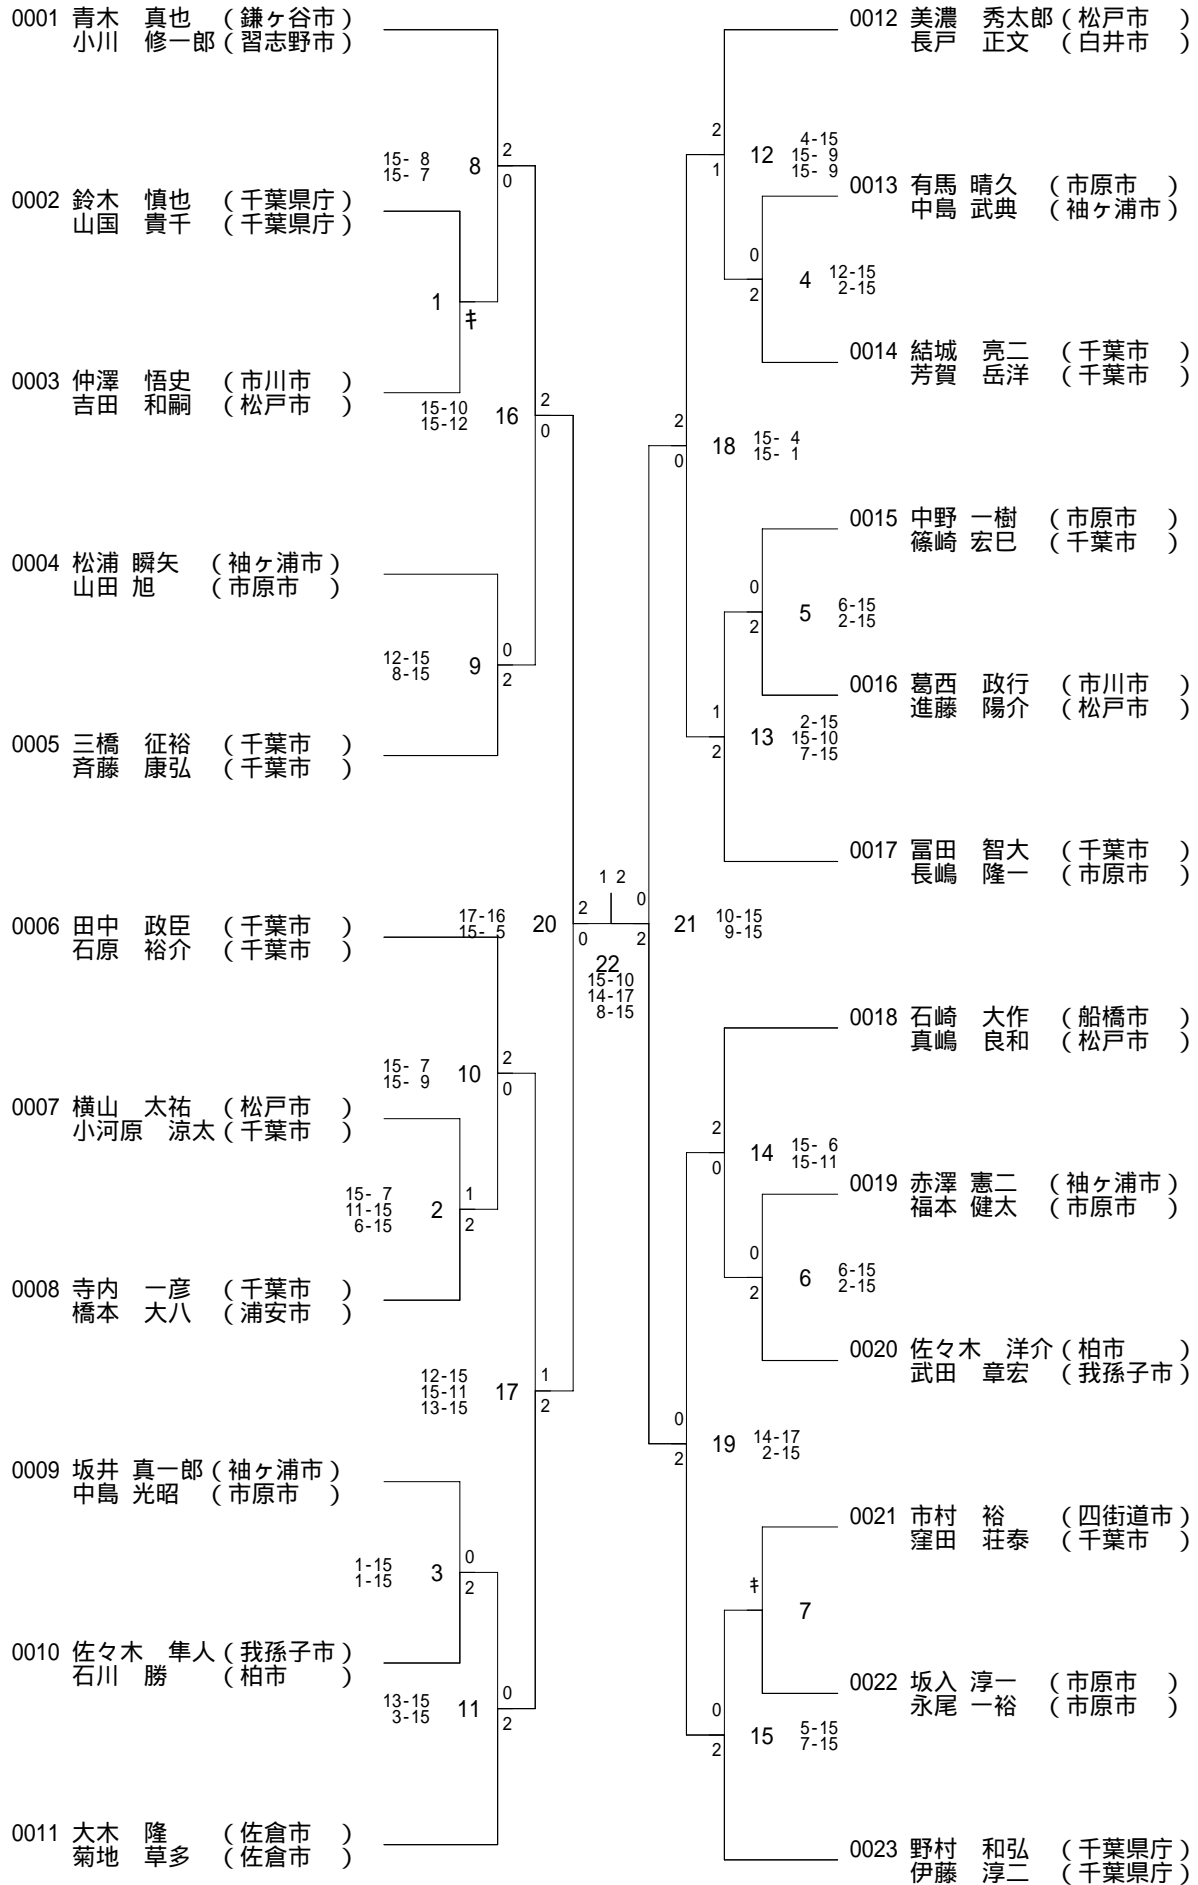 0001 青木　真也　（鎌ヶ谷市）
小川　修一郎（習志野市）
15- 8
15- 7
8
2
0
0002 鈴木　慎也　（千葉県庁）
山国　貴千　（千葉県庁）
1
ｷ
0003 仲澤　悟史　（市川市　）
吉田　和嗣　（松戸市　）
15-10
15-12
16
2
0
0004 松浦 瞬矢　（袖ヶ浦市）
山田 旭　　（市原市　）
12-15
8-15
9
0
2
0005 三橋　征裕　（千葉市　）
斉藤　康弘　（千葉市　）
0006 田中　政臣　（千葉市　）
石原　裕介　（千葉市　）
17-16
15- 5
20
2
0
15- 7
15- 9
10
2
0
0007 横山　太祐　（松戸市　）
小河原　涼太（千葉市　）
15- 7
11-15
6-15
2
1
2
0008 寺内　一彦　（千葉市　）
橋本　大八　（浦安市　）
12-15
15-11
13-15
17
1
2
0009 坂井 真一郎（袖ヶ浦市）
中島 光昭　（市原市　）
1-15
1-15
3
0
2
0010 佐々木　隼人（我孫子市）
石川　勝　　（柏市　　）
13-15
3-15
11
0
2
0011 大木　隆　　（佐倉市　）
菊地　草多　（佐倉市　）
1 2
22
15-10
14-17
8-15
0012 美濃　秀太郎（松戸市　）
長戸　正文　（白井市　）
2
1
12
4-15
15- 9
15- 9
0013 有馬 晴久　（市原市　）
中島 武典　（袖ヶ浦市）
0
2
4
12-15
2-15
0014 結城　亮二　（千葉市　）
芳賀　岳洋　（千葉市　）
2
0
18
15- 4
15- 1
0015 中野 一樹　（市原市　）
篠崎 宏巳　（千葉市　）
0
2
5
6-15
2-15
0016 葛西　政行　（市川市　）
進藤　陽介　（松戸市　）
1
2
13
2-15
15-10
7-15
0017 冨田　智大　（千葉市　）
長嶋　隆一　（市原市　）
0
2
21
10-15
9-15
0018 石崎　大作　（船橋市　）
真嶋　良和　（松戸市　）
2
0
14
15- 6
15-11
0019 赤澤 憲二　（袖ヶ浦市）
福本 健太　（市原市　）
0
2
6
6-15
2-15
0020 佐々木　洋介（柏市　　）
武田　章宏　（我孫子市）
0
2
19
14-17
2-15
0021 市村　裕　　（四街道市）
窪田　荘泰　（千葉市　）
ｷ
7
0022 坂入 淳一　（市原市　）
永尾 一裕　（市原市　）
0
2
15
5-15
7-15
0023 野村　和弘　（千葉県庁）
伊藤　淳二　（千葉県庁）